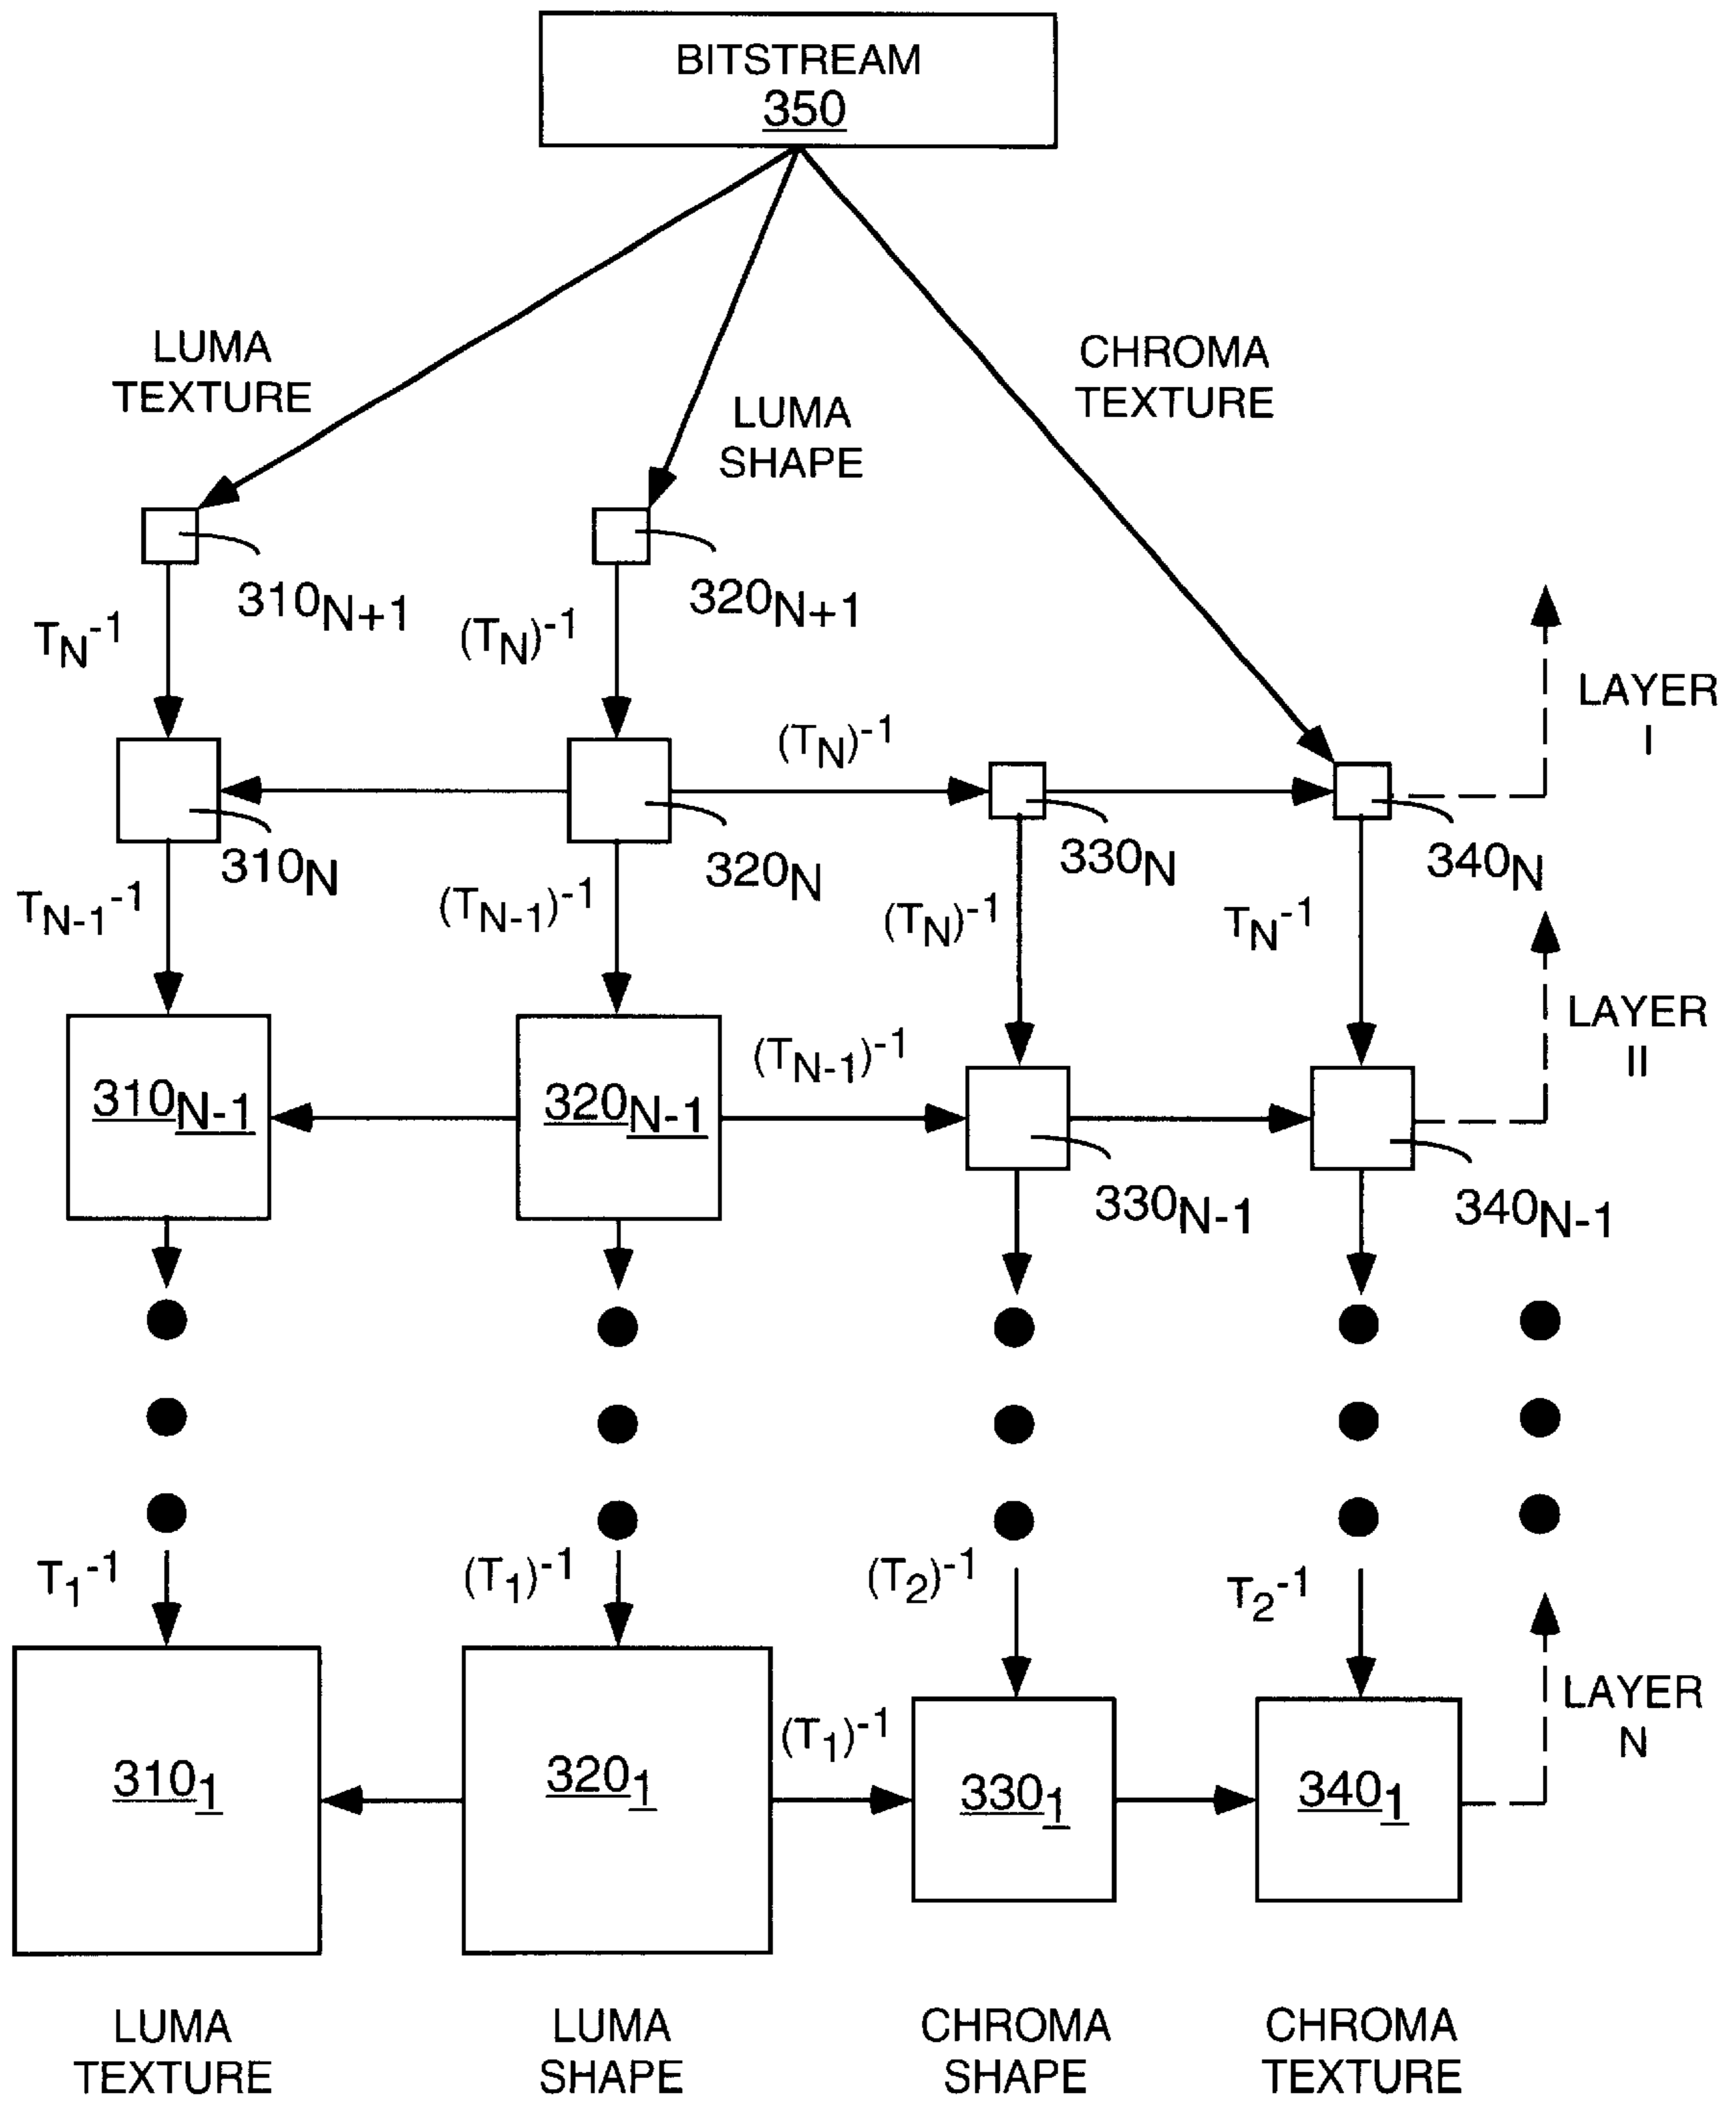 BITSTREAM
350
LUMA
TEXTURE
LUMA
SHAPE
CHROMA
TEXTURE
310N+1
320N+1
TN-1
(TN)-1
LAYER
I
(TN)-1
310N
320N
330N
340N
TN-1-1
(TN-1)-1
(TN)-1
TN-1
LAYER
II
(TN-1)-1
310N-1
320N-1
330N-1
340N-1
T1-1
(T1)-1
(T2)-1
T2-1
LAYER
N
(T1)-1
3101
3201
3301
3401
LUMA
TEXTURE
LUMA
SHAPE
CHROMA
SHAPE
CHROMA
TEXTURE